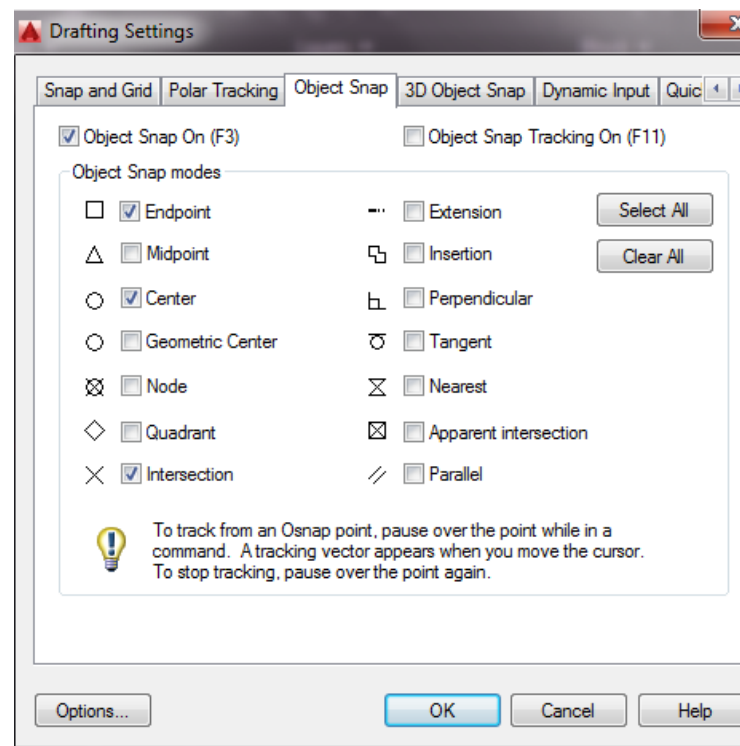 Drafting Settings
Snap and Grid Polar Tracking Object Snap 3D Object Snap Dynamic Input Quic
Object Snap On (F3) Object Snap Tracking On (F11)
Object Snap modes
Endpoint Extension Select All
Midpoint Insertion Clear All
Center Perpendicular
Geometric Center Tangent
Node Nearest
Quadrant Apparent intersection
Intersection Parallel
To track from an Osnap point, pause over the point while in a
command. A tracking vector appears when you move the cursor.
To stop tracking, pause over the point again.
Options... OK Cancel Help